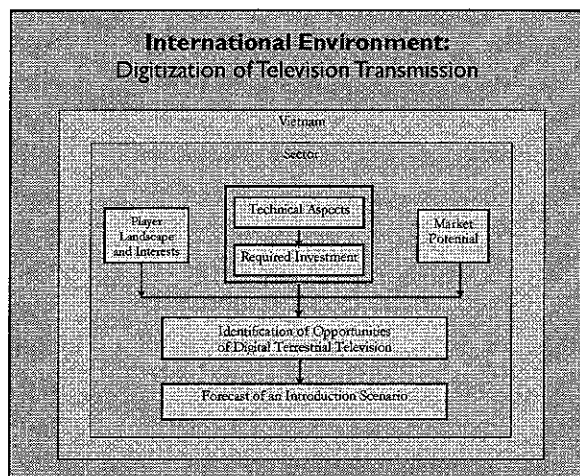 International Environment:
Digitization of Television Transmission
Vietnam
Sector
Player
Landscape
and Interests
Technical Aspects
Required Investment
Market
Potential
Identification of Opportunities
of Digital Terrestrial Television
Forecast of an Introduction Scenario